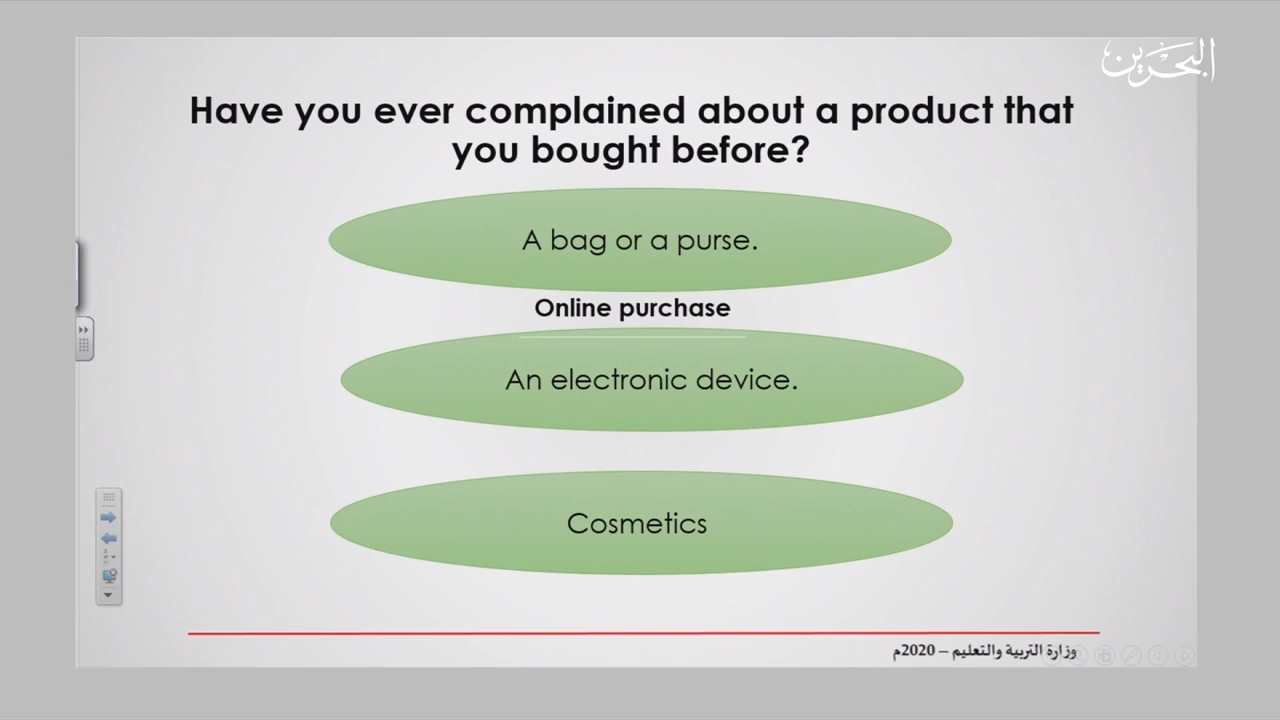 البحرين
Have you ever complained about a product that
you bought before?
A bag or a purse.
Online purchase
An electronic device.
Cosmetics
وزارة التربية والتعليم – 2020م